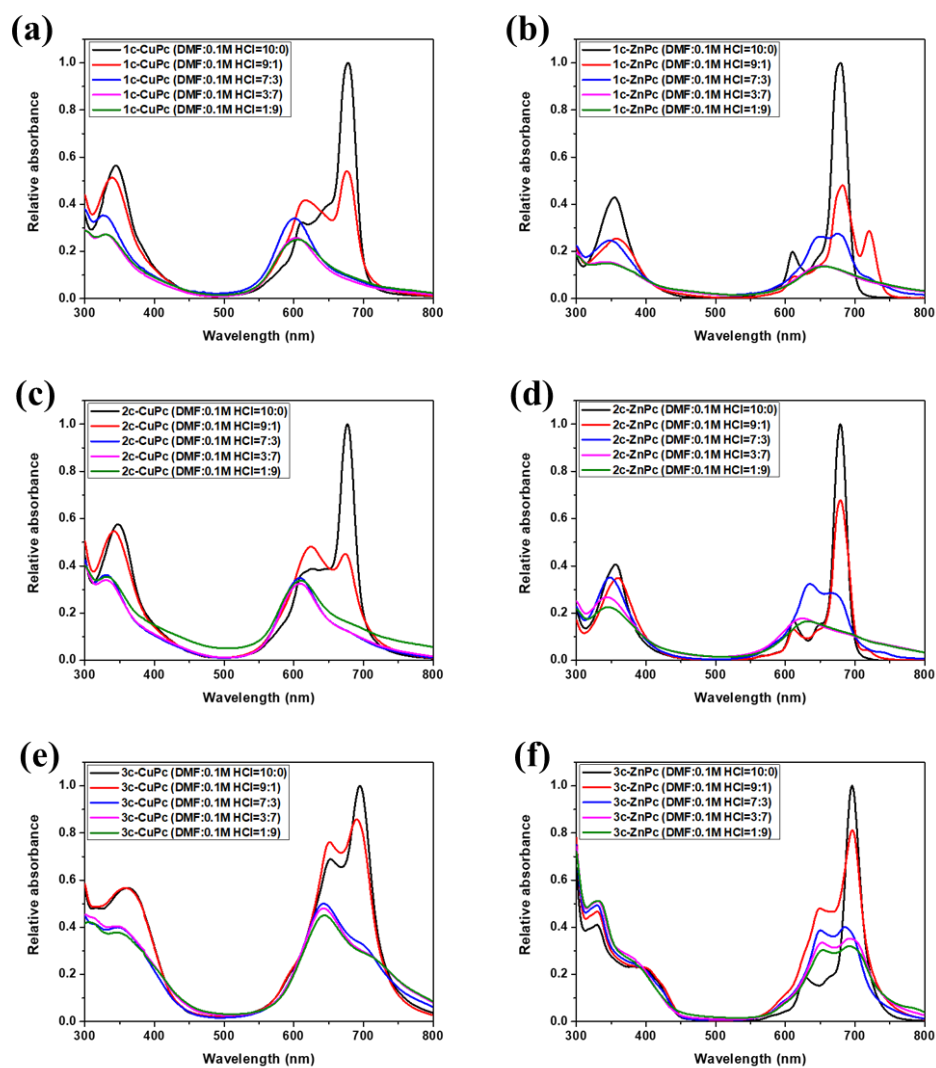 (a)
1c-CuPc (DMF:0.1M HCl=10:0)
1c-CuPc (DMF:0.1M HCl=9:1)
1c-CuPc (DMF:0.1M HCl=7:3)
1c-CuPc (DMF:0.1M HCl=3:7)
1c-CuPc (DMF:0.1M HCl=1:9)
Relative absorbance
1.0
0.8
0.6
0.4
0.2
0.0
300 400 500 600 700 800
Wavelength (nm)
(b)
1c-ZnPc (DMF:0.1M HCl=10:0)
1c-ZnPc (DMF:0.1M HCl=9:1)
1c-ZnPc (DMF:0.1M HCl=7:3)
1c-ZnPc (DMF:0.1M HCl=3:7)
1c-ZnPc (DMF:0.1M HCl=1:9)
Relative absorbance
1.0
0.8
0.6
0.4
0.2
0.0
300 400 500 600 700 800
Wavelength (nm)
(c)
2c-CuPc (DMF:0.1M HCl=10:0)
2c-CuPc (DMF:0.1M HCl=9:1)
2c-CuPc (DMF:0.1M HCl=7:3)
2c-CuPc (DMF:0.1M HCl=3:7)
2c-CuPc (DMF:0.1M HCl=1:9)
Relative absorbance
1.0
0.8
0.6
0.4
0.2
0.0
300 400 500 600 700 800
Wavelength (nm)
(d)
2c-ZnPc (DMF:0.1M HCl=10:0)
2c-ZnPc (DMF:0.1M HCl=9:1)
2c-ZnPc (DMF:0.1M HCl=7:3)
2c-ZnPc (DMF:0.1M HCl=3:7)
2c-ZnPc (DMF:0.1M HCl=1:9)
Relative absorbance
1.0
0.8
0.6
0.4
0.2
0.0
300 400 500 600 700 800
Wavelength (nm)
(e)
3c-CuPc (DMF:0.1M HCl=10:0)
3c-CuPc (DMF:0.1M HCl=9:1)
3c-CuPc (DMF:0.1M HCl=7:3)
3c-CuPc (DMF:0.1M HCl=3:7)
3c-CuPc (DMF:0.1M HCl=1:9)
Relative absorbance
1.0
0.8
0.6
0.4
0.2
0.0
300 400 500 600 700 800
Wavelength (nm)
(f)
3c-ZnPc (DMF:0.1M HCl=10:0)
3c-ZnPc (DMF:0.1M HCl=9:1)
3c-ZnPc (DMF:0.1M HCl=7:3)
3c-ZnPc (DMF:0.1M HCl=3:7)
3c-ZnPc (DMF:0.1M HCl=1:9)
Relative absorbance
1.0
0.8
0.6
0.4
0.2
0.0
300 400 500 600 700 800
Wavelength (nm)